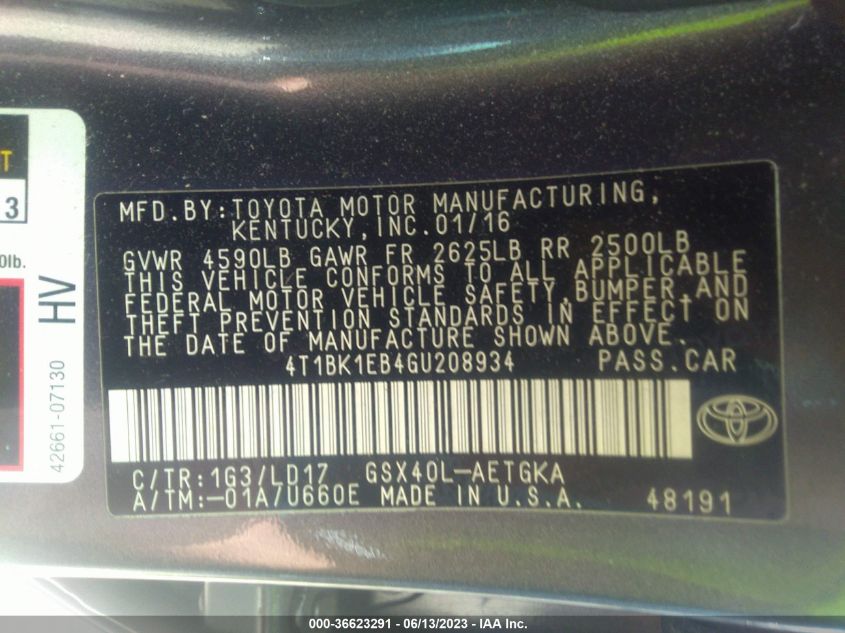 T
3
0lb.
HV
42661-07130
MFD.BY:TOYOTA MOTOR MANUFACTURING,
KENTUCKY,INC.01/16
GVWR 4590LB GAWR FR 2625LB RR 2500LB
THIS VEHICLE CONFORMS TO ALL APPLICABLE
FEDERAL MOTOR VEHICLE SAFETY,BUMPER,AND
THEFT PREVENTION STANDARDS IN EFFECT ON
THE DATE OF MANUFACTURE SHOWN ABOVE.
4T1BK1EB4GU208934 PASS.CAR
C/TR:1G3/LD17 GSX40L-AETGKA
A/TM:-01A/U660E MADE IN U.S.A. 48191
000-36623291 - 06/13/2023 - IAA Inc.